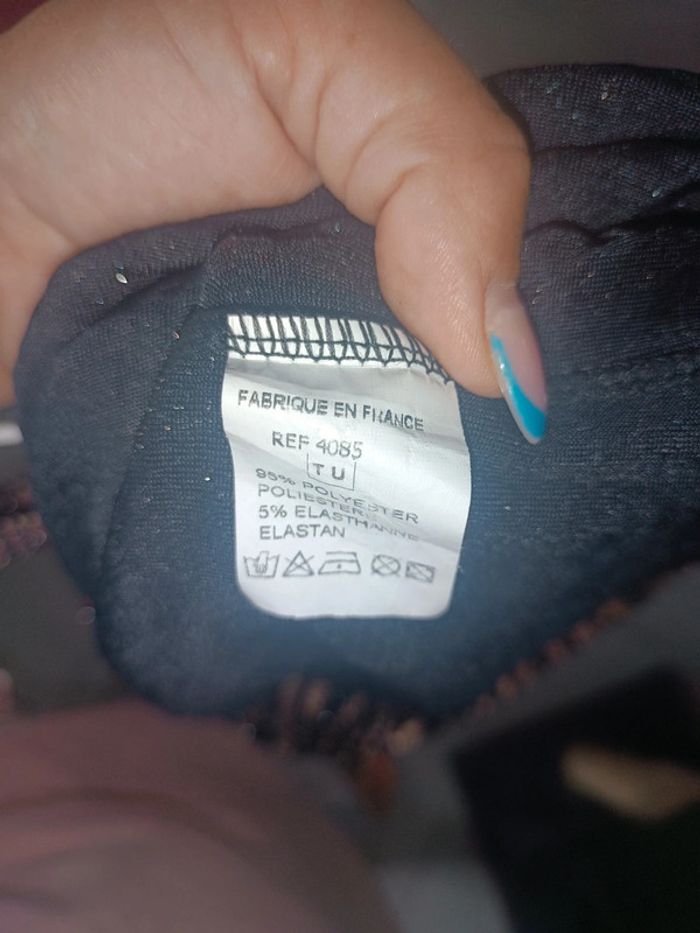 FABRIQUE EN FRANCE
REF 4085
TU
95% POLYESTER
POLIESTER
5% ELASTHANNE
ELASTAN